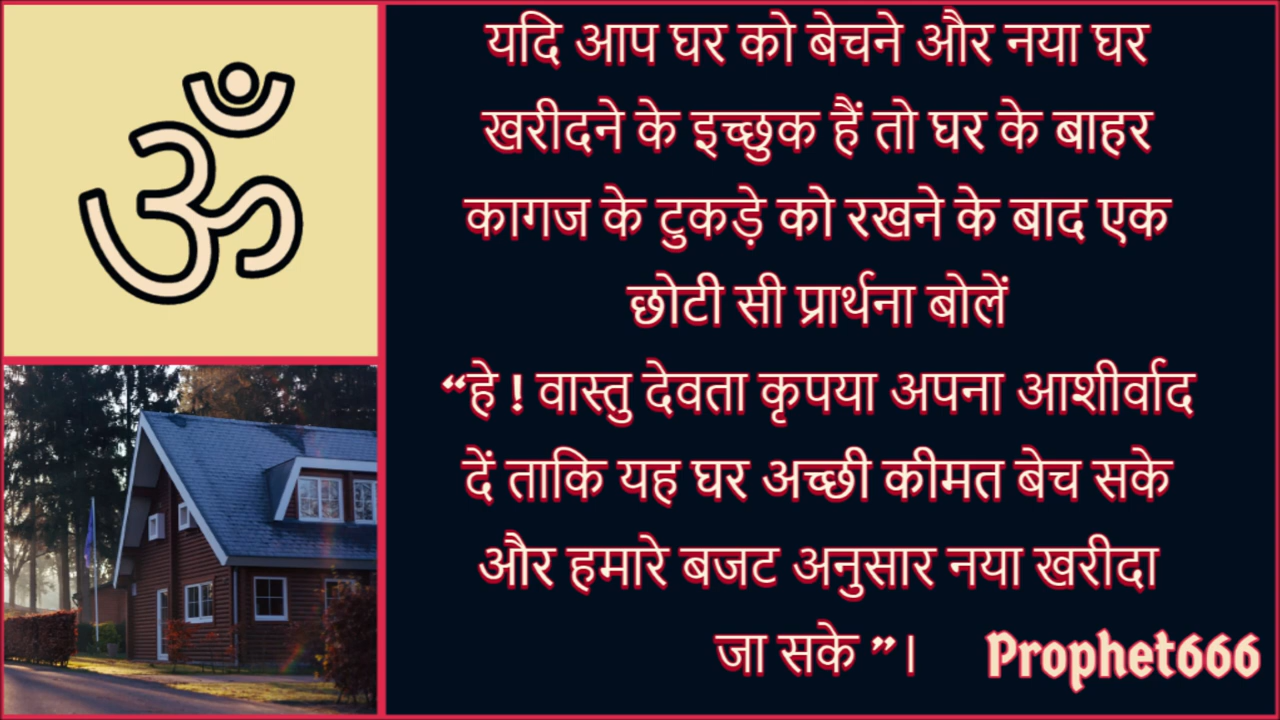 ॐ
यदि आप घर को बेचने और नया घर
खरीदने के इच्छुक हैं तो घर के बाहर
कागज के टुकड़े को रखने के बाद एक
छोटी सी प्रार्थना बोलें
“हे ! वास्तु देवता कृपया अपना आशीर्वाद
दें ताकि यह घर अच्छी कीमत बेच सके
और हमारे बजट अनुसार नया खरीदा
जा सके ”।
Prophet666